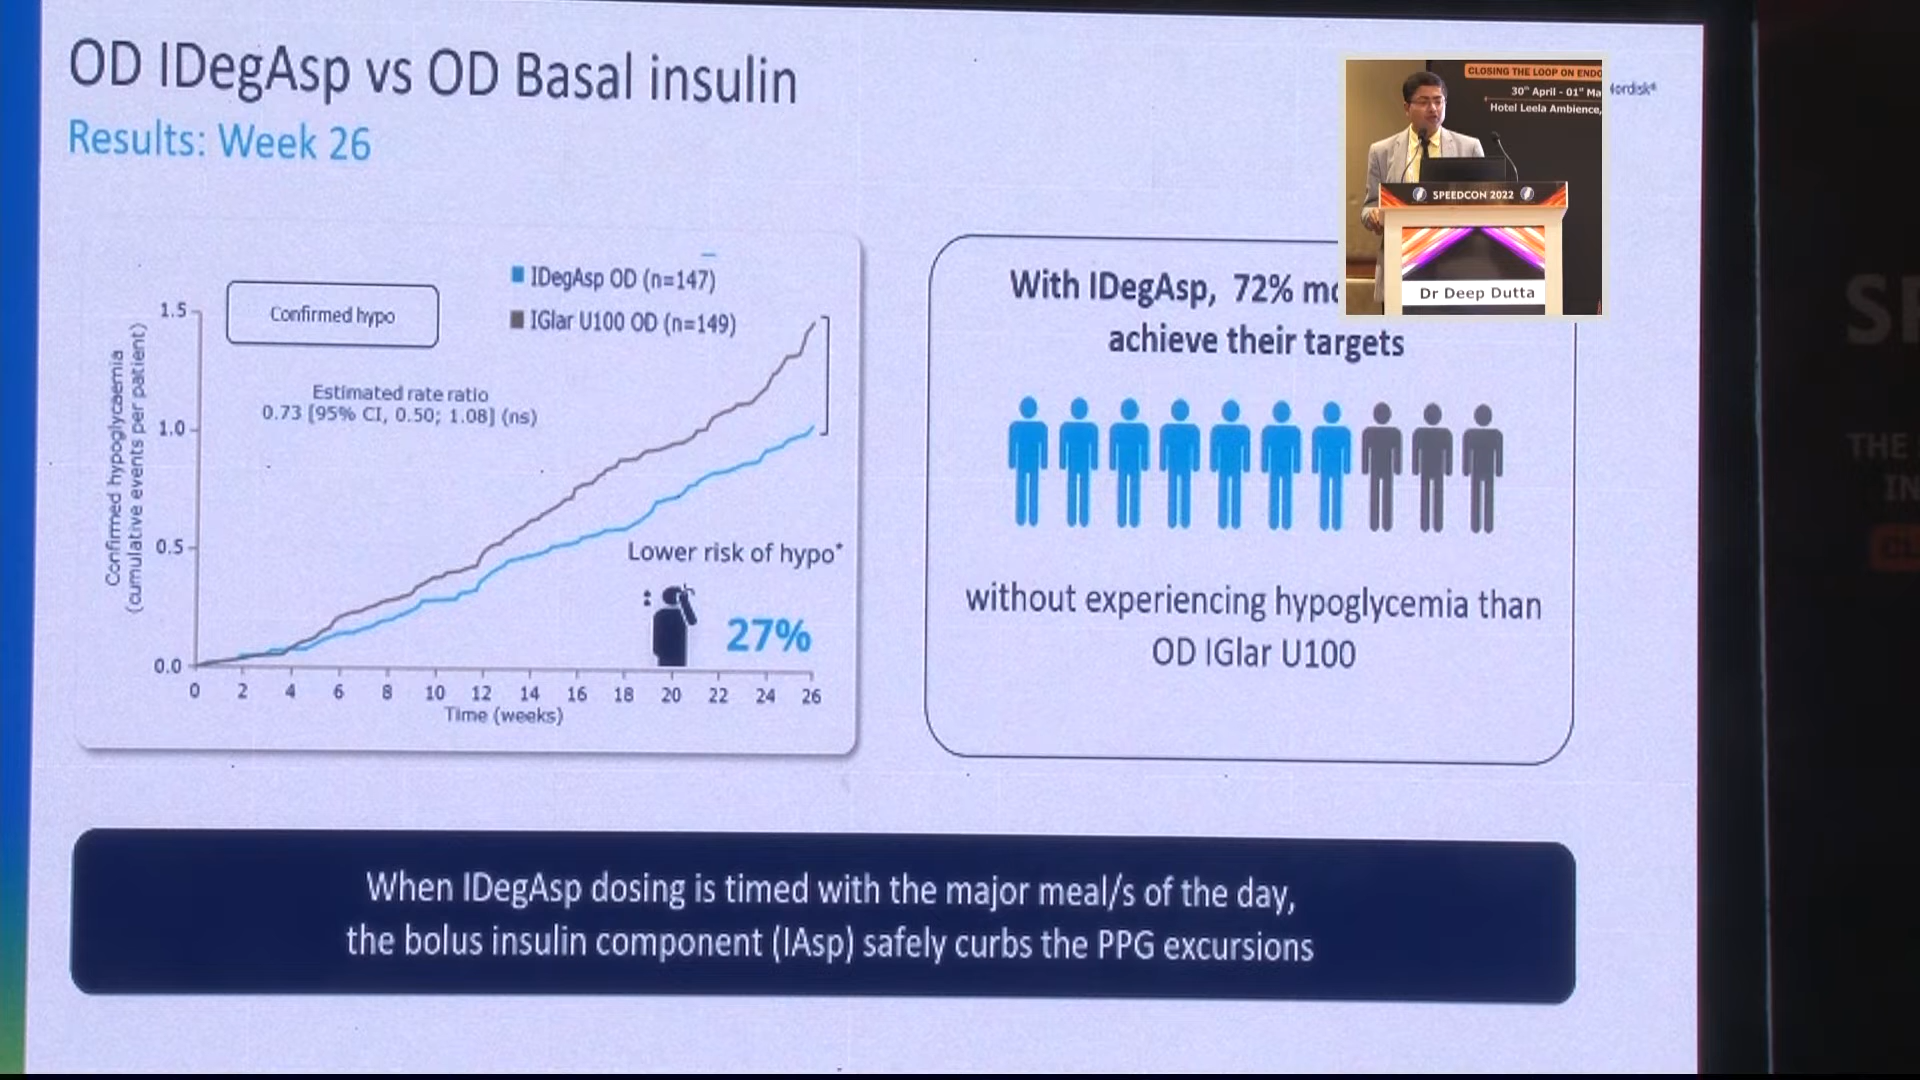 OD IDegAsp vs OD Basal insulin
Results: Week 26
CLOSING THE LOOP ON ENDO
30th April - 01st Ma
Hotel Leela Ambience,
SPEEDCON 2022
Dr Deep Dutta
IDegAsp OD (n=147)
IGlar U100 OD (n=149)
Confirmed hypo
Estimated rate ratio
0.73 [95% CI, 0.50; 1.08] (ns)
Confirmed hypoglycaemia
(cumulative events per patient)
1.5
1.0
0.5
0.0
Lower risk of hypo*
27%
0 2 4 6 8 10 12 14 16 18 20 22 24 26
Time (weeks)
With IDegAsp, 72%
achieve their targets
without experiencing hypoglycemia than
OD IGlar U100
When IDegAsp dosing is timed with the major meal/s of the day,
the bolus insulin component (IAsp) safely curbs the PPG excursions
THE
IN